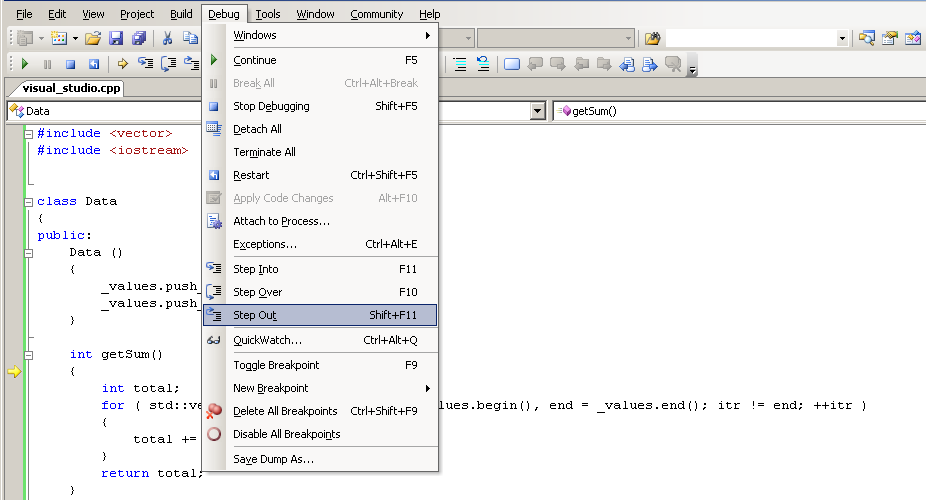 File Edit View Project Build Debug Tools Window Community Help
Windows
Continue F5
Break All Ctrl+Alt+Break
Stop Debugging Shift+F5
Detach All
Terminate All
Restart Ctrl+Shift+F5
Apply Code Changes Alt+F10
Attach to Process...
Exceptions... Ctrl+Alt+E
Step Into F11
Step Over F10
Step Out Shift+F11
QuickWatch... Ctrl+Alt+Q
Toggle Breakpoint F9
New Breakpoint
Delete All Breakpoints Ctrl+Shift+F9
Disable All Breakpoints
Save Dump As...
visual_studio.cpp
Data getSum()
#include <vector>
#include <iostream>
class Data
{
public:
Data ()
{
_values.push_
_values.push_
}
int getSum()
{
int total;
for ( std::ve lues.begin(), end = _values.end(); itr != end; ++itr )
{
total +=
}
return total;
}